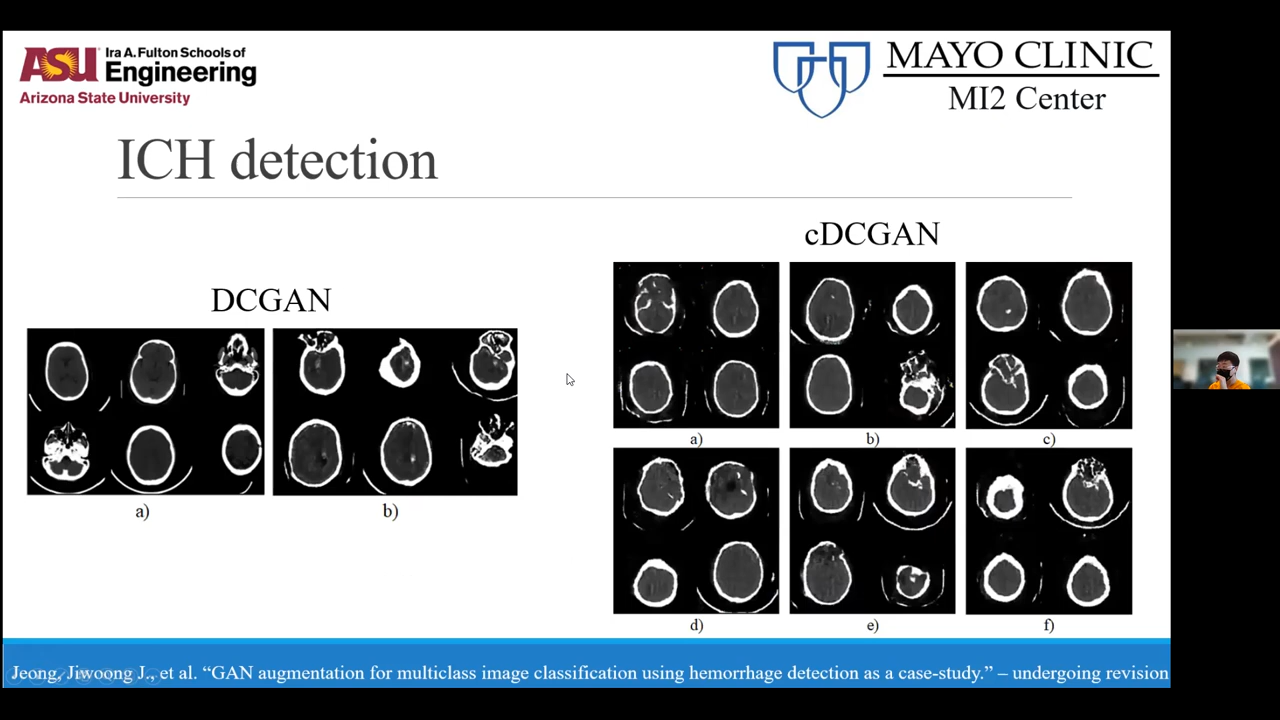 ASU Ira A. Fulton Schools of
Engineering
Arizona State University
MAYO CLINIC
MI2 Center
ICH detection
DCGAN
a)
b)
cDCGAN
a)
b)
c)
d)
e)
f)
Jeong, Jiwoong J., et al. “GAN augmentation for multiclass image classification using hemorrhage detection as a case-study.” – undergoing revision